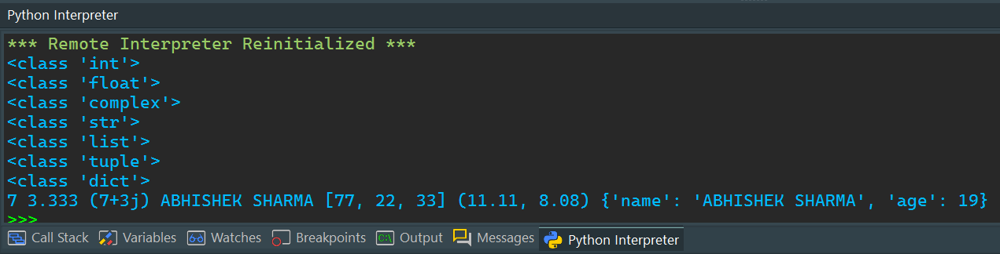 Python Interpreter
*** Remote Interpreter Reinitialized ***
<class 'int'>
<class 'float'>
<class 'complex'>
<class 'str'>
<class 'list'>
<class 'tuple'>
<class 'dict'>
7 3.333 (7+3j) ABHISHEK SHARMA [77, 22, 33] (11.11, 8.08) {'name': 'ABHISHEK SHARMA', 'age': 19}
>>>
Call Stack Variables Watches Breakpoints C:\ Output Messages Python Interpreter